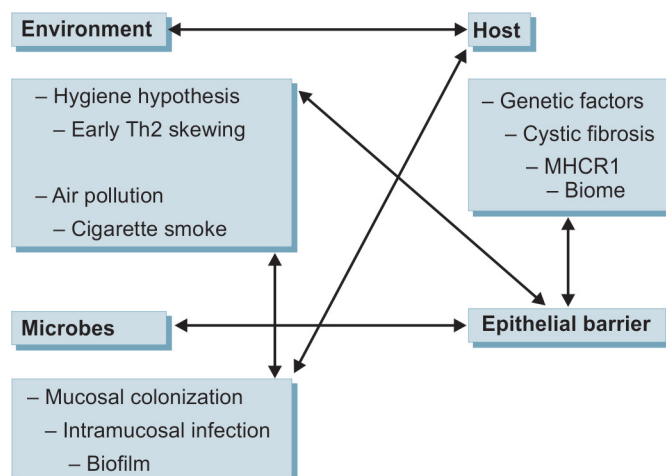 Environment
Host
– Hygiene hypothesis
– Early Th2 skewing
– Air pollution
– Cigarette smoke
– Genetic factors
– Cystic fibrosis
– MHCR1
– Biome
Microbes
Epithelial barrier
– Mucosal colonization
– Intramucosal infection
– Biofilm